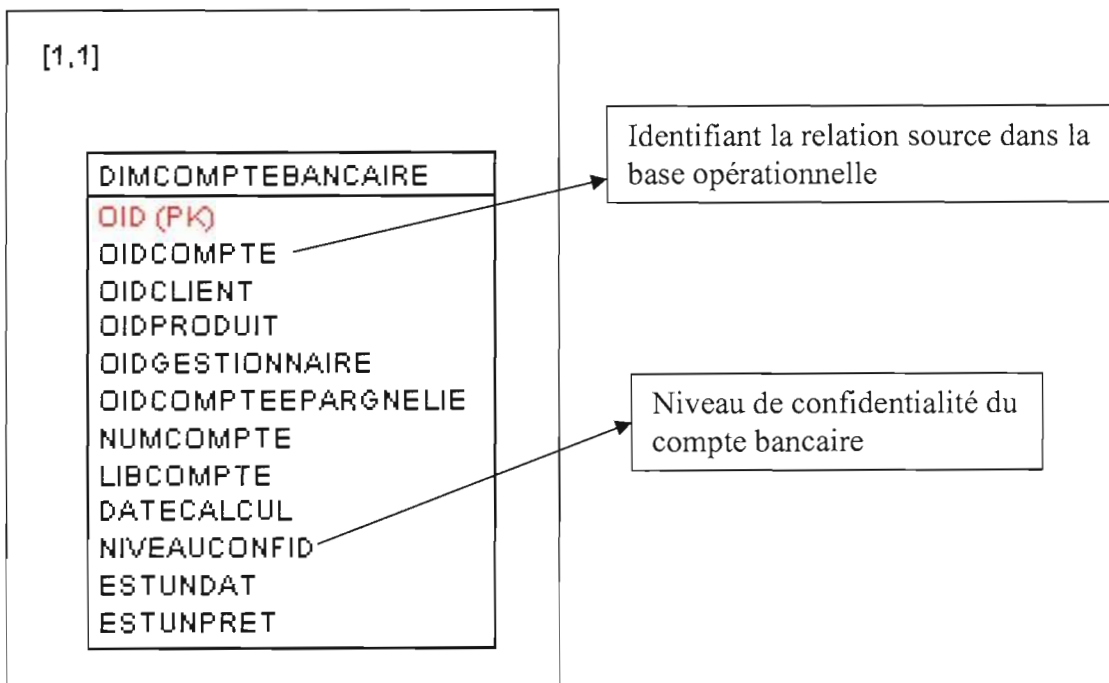 [1,1]
Identifiant la relation source dans la
base opérationnelle
DIMCOMPTEBANCAIRE
OID (PK)
OIDCOMPTE
OIDCLIENT
OIDPRODUIT
OIDGESTIONNAIRE
OIDCOMPTEEPARGNELIE
NUMCOMPTE
LIBCOMPTE
DATECALCUL
NIVEAUCONFID
ESTUNDAT
ESTUNPRET
Niveau de confidentialité du
compte bancaire